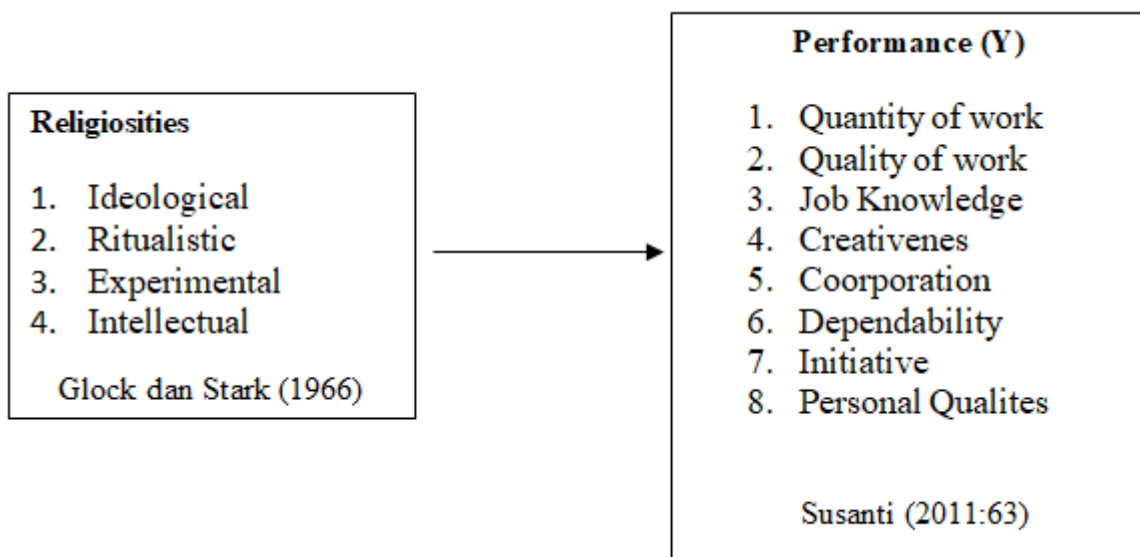 Religiosities
1. Ideological
2. Ritualistic
3. Experimental
4. Intellectual
Glock dan Stark (1966)
Performance (Y)
1. Quantity of work
2. Quality of work
3. Job Knowledge
4. Creativenes
5. Coorporation
6. Dependability
7. Initiative
8. Personal Qualites
Susanti (2011:63)